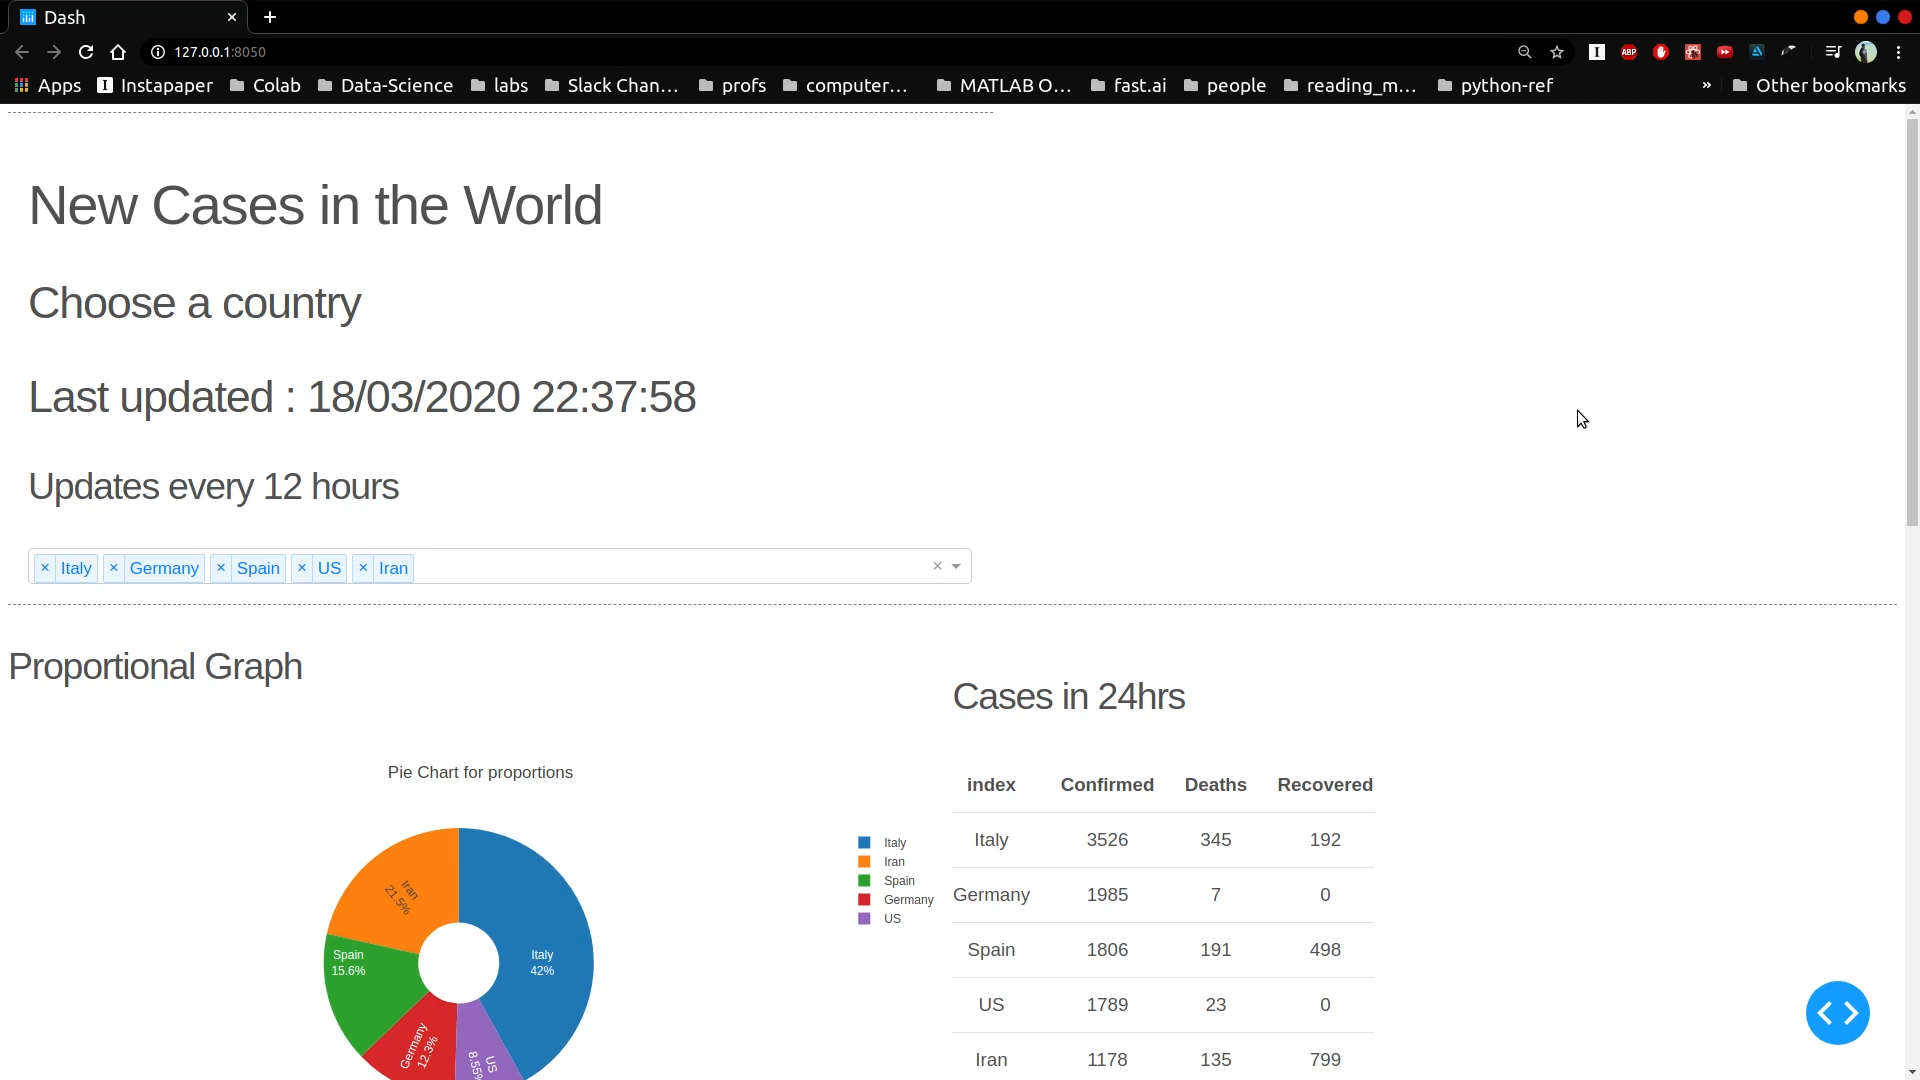 Dash
127.0.0.1:8050
ABP
Apps Instapaper Colab Data-Science labs Slack Chan... profs computer... MATLAB O... fast.ai people reading_m... python-ref » Other bookmarks
New Cases in the World
Choose a country
Last updated : 18/03/2020 22:37:58
Updates every 12 hours
× Italy × Germany × Spain × US × Iran
Proportional Graph
Pie Chart for proportions
Iran
21.5%
Spain
15.6%
Italy
42%
Germany
12.3%
US
8.55%
Italy
Iran
Spain
Germany
US
Cases in 24hrs
index Confirmed Deaths Recovered
Italy 3526 345 192
Germany 1985 7 0
Spain 1806 191 498
US 1789 23 0
Iran 1178 135 799